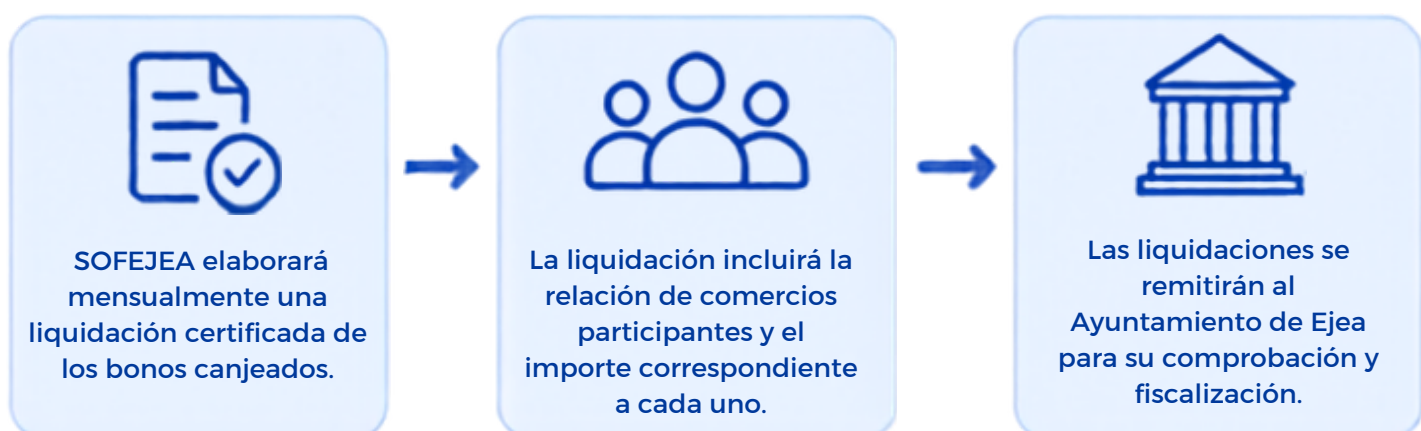 SOFEJEA elaborará
mensualmente una
liquidación certificada de
los bonos canjeados.
La liquidación incluirá la
relación de comercios
participantes y el
importe correspondiente
a cada uno.
Las liquidaciones se
remitirán al
Ayuntamiento de Ejea
para su comprobación y
fiscalización.